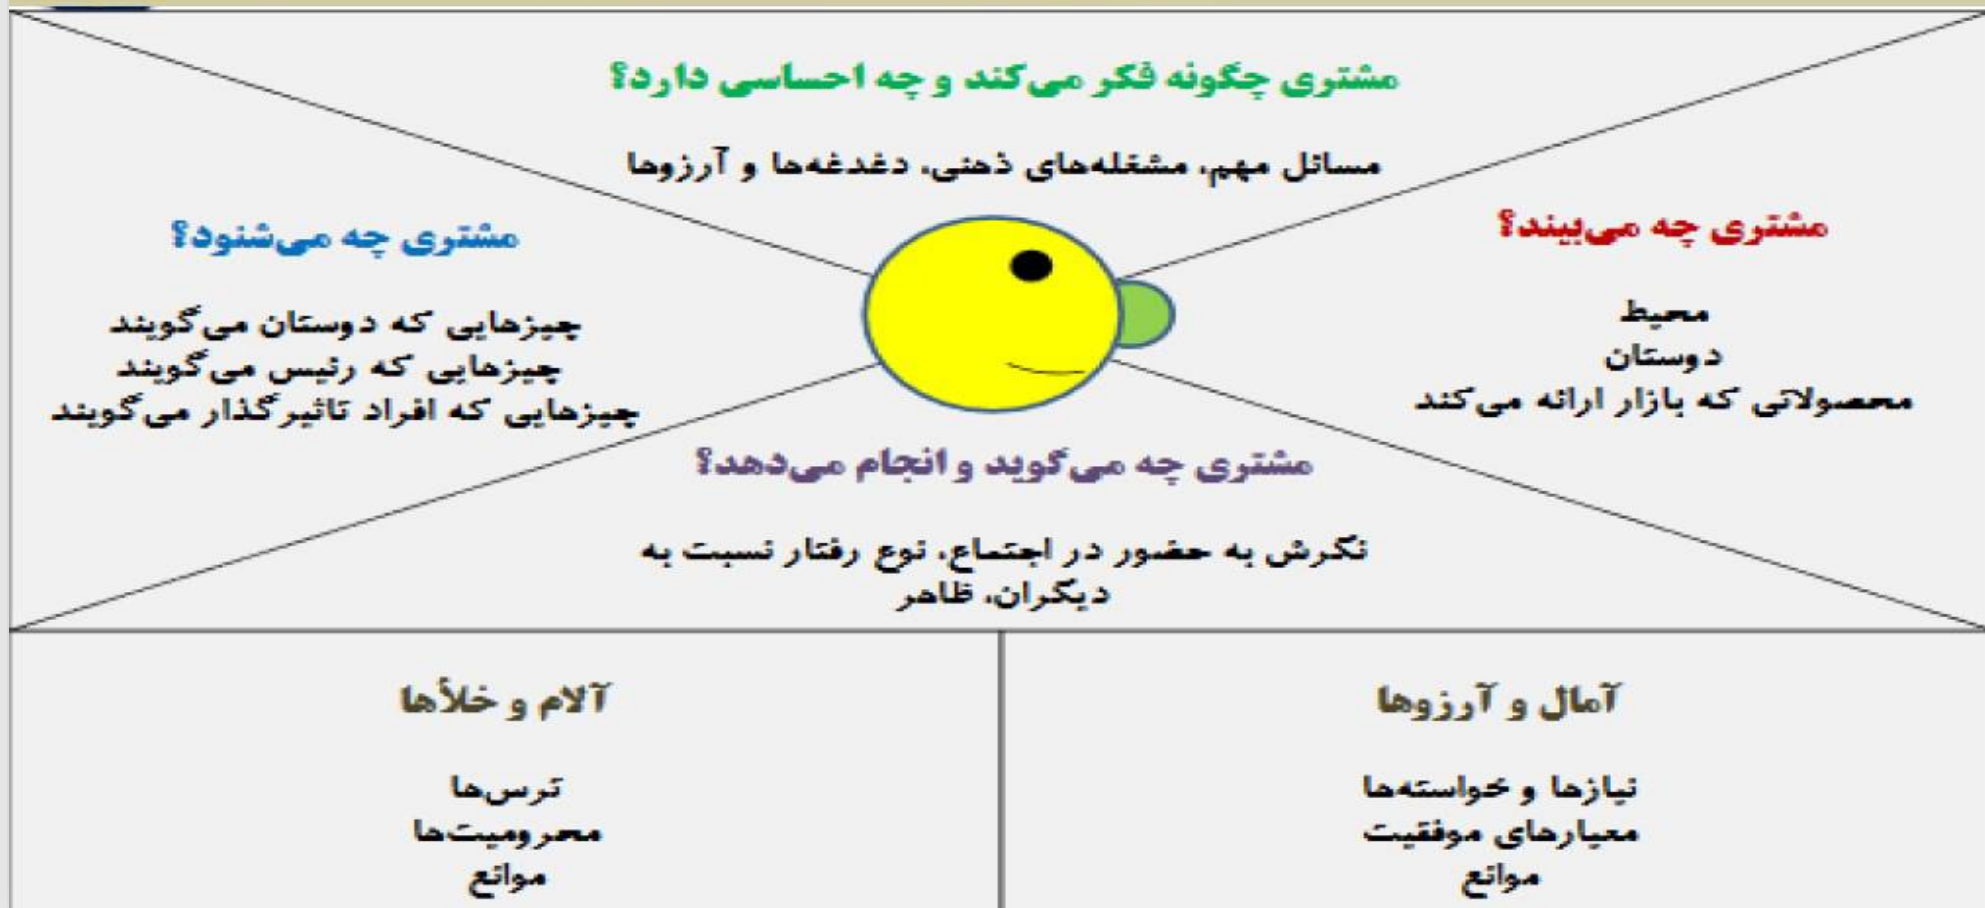 مشتری چگونه فکر می‌کند و چه احساسی دارد؟
مسائل مهم، مشغله‌های ذهنی، دغدغه‌ها و آرزوها
مشتری چه می‌بیند؟
محیط
دوستان
محصولاتی که بازار ارائه می‌کند
مشتری چه می‌شنود؟
چیزهایی که دوستان می‌گویند
چیزهایی که رئیس می‌گویند
چیزهایی که افراد تاثیرگذار می‌گویند
مشتری چه می‌گوید و انجام می‌دهد؟
نگرش به حضور در اجتماع، نوع رفتار نسبت به
دیگران، ظاهر
آمال و آرزوها
نیازها و خواسته‌ها
معیارهای موفقیت
موانع
آلام و خلأها
ترس‌ها
محرومیت‌ها
موانع